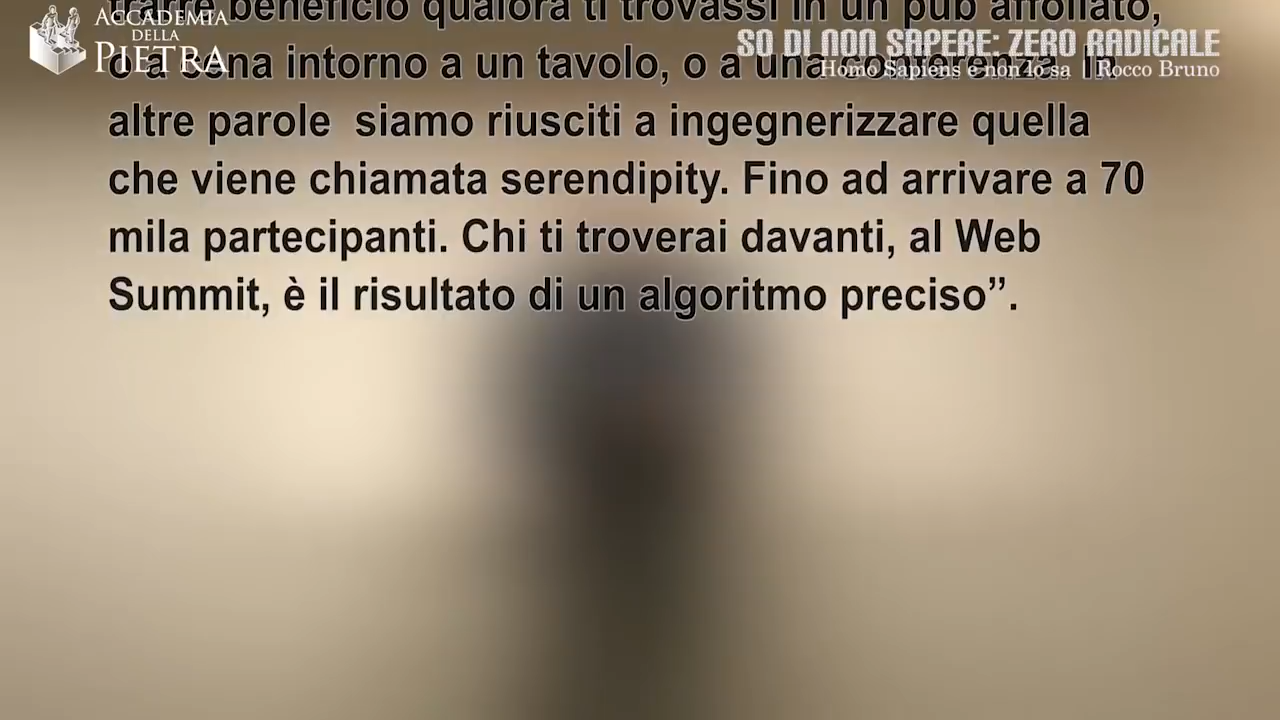 ACCADEMIA
DELLA
PIETRA
SO DI NON SAPERE: ZERO RADICALE
Homo Sapiens e non lo sa | Rocco Bruno
trarre beneficio qualora ti trovassi in un pub affollato,
o a cena intorno a un tavolo, o a una conferenza. In
altre parole  siamo riusciti a ingegnerizzare quella
che viene chiamata serendipity. Fino ad arrivare a 70
mila partecipanti. Chi ti troverai davanti, al Web
Summit, è il risultato di un algoritmo preciso”.